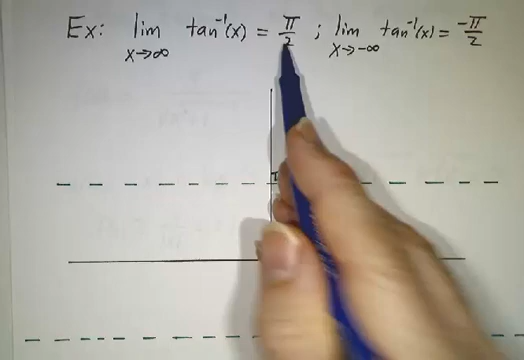 Ex: lim x→∞ tan⁻¹(x) = π/2 ; lim x→-∞ tan⁻¹(x) = -π/2